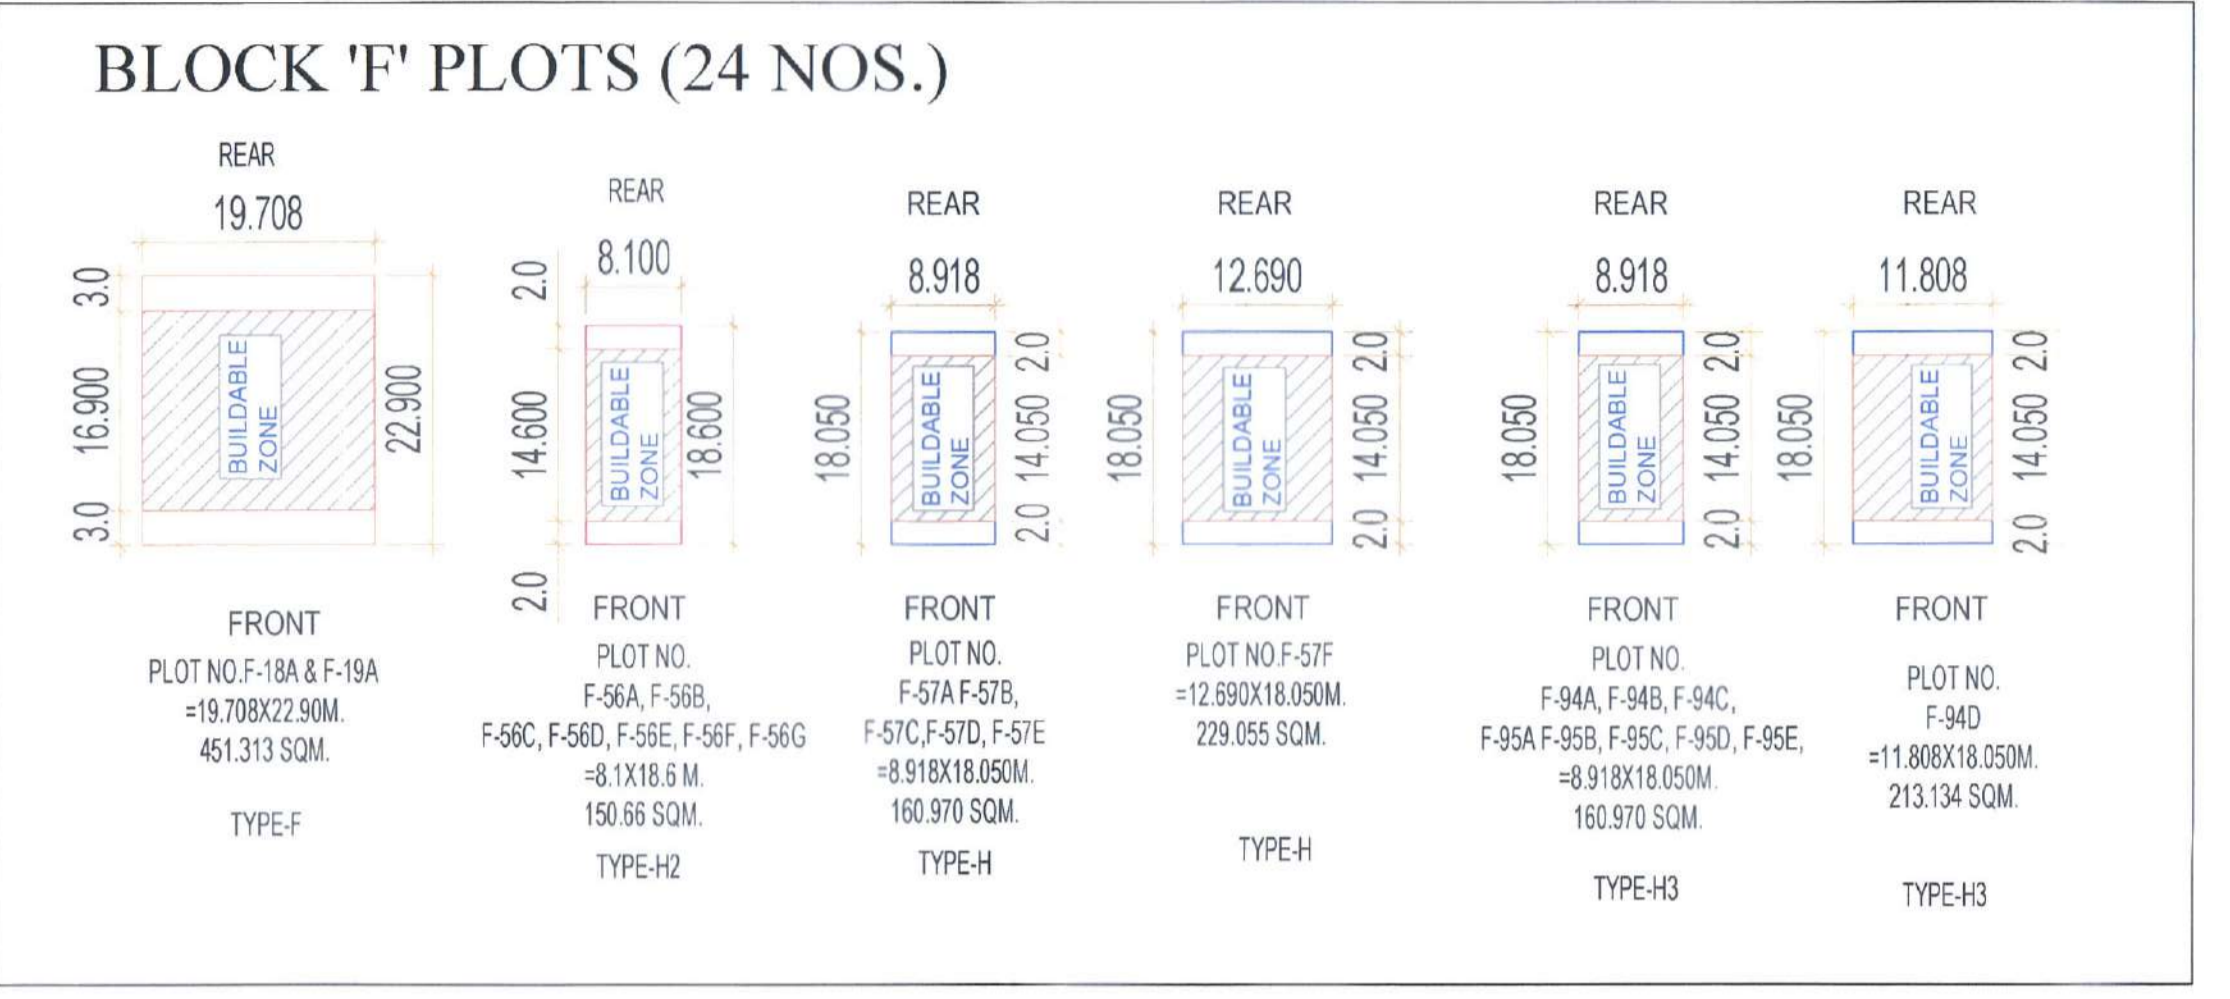 BLOCK 'F' PLOTS (24 NOS.)
REAR
19.708
3.0
16.900
3.0
22.900
BUILDABLE
ZONE
FRONT
PLOT NO.F-18A & F-19A
=19.708X22.90M.
451.313 SQM.
TYPE-F
REAR
8.100
2.0
14.600
2.0
18.600
BUILDABLE
ZONE
FRONT
PLOT NO.
F-56A, F-56B,
F-56C, F-56D, F-56E, F-56F, F-56G
=8.1X18.6 M.
150.66 SQM.
TYPE-H2
REAR
8.918
18.050
BUILDABLE
ZONE
2.0
14.050
2.0
FRONT
PLOT NO.
F-57A F-57B,
F-57C,F-57D, F-57E
=8.918X18.050M.
160.970 SQM.
TYPE-H
REAR
12.690
18.050
BUILDABLE
ZONE
2.0
14.050
2.0
FRONT
PLOT NO.F-57F
=12.690X18.050M.
229.055 SQM.
TYPE-H
REAR
8.918
18.050
BUILDABLE
ZONE
2.0
14.050
2.0
FRONT
PLOT NO.
F-94A, F-94B, F-94C,
F-95A F-95B, F-95C, F-95D, F-95E,
=8.918X18.050M.
160.970 SQM.
TYPE-H3
REAR
11.808
18.050
BUILDABLE
ZONE
2.0
14.050
2.0
FRONT
PLOT NO.
F-94D
=11.808X18.050M.
213.134 SQM.
TYPE-H3